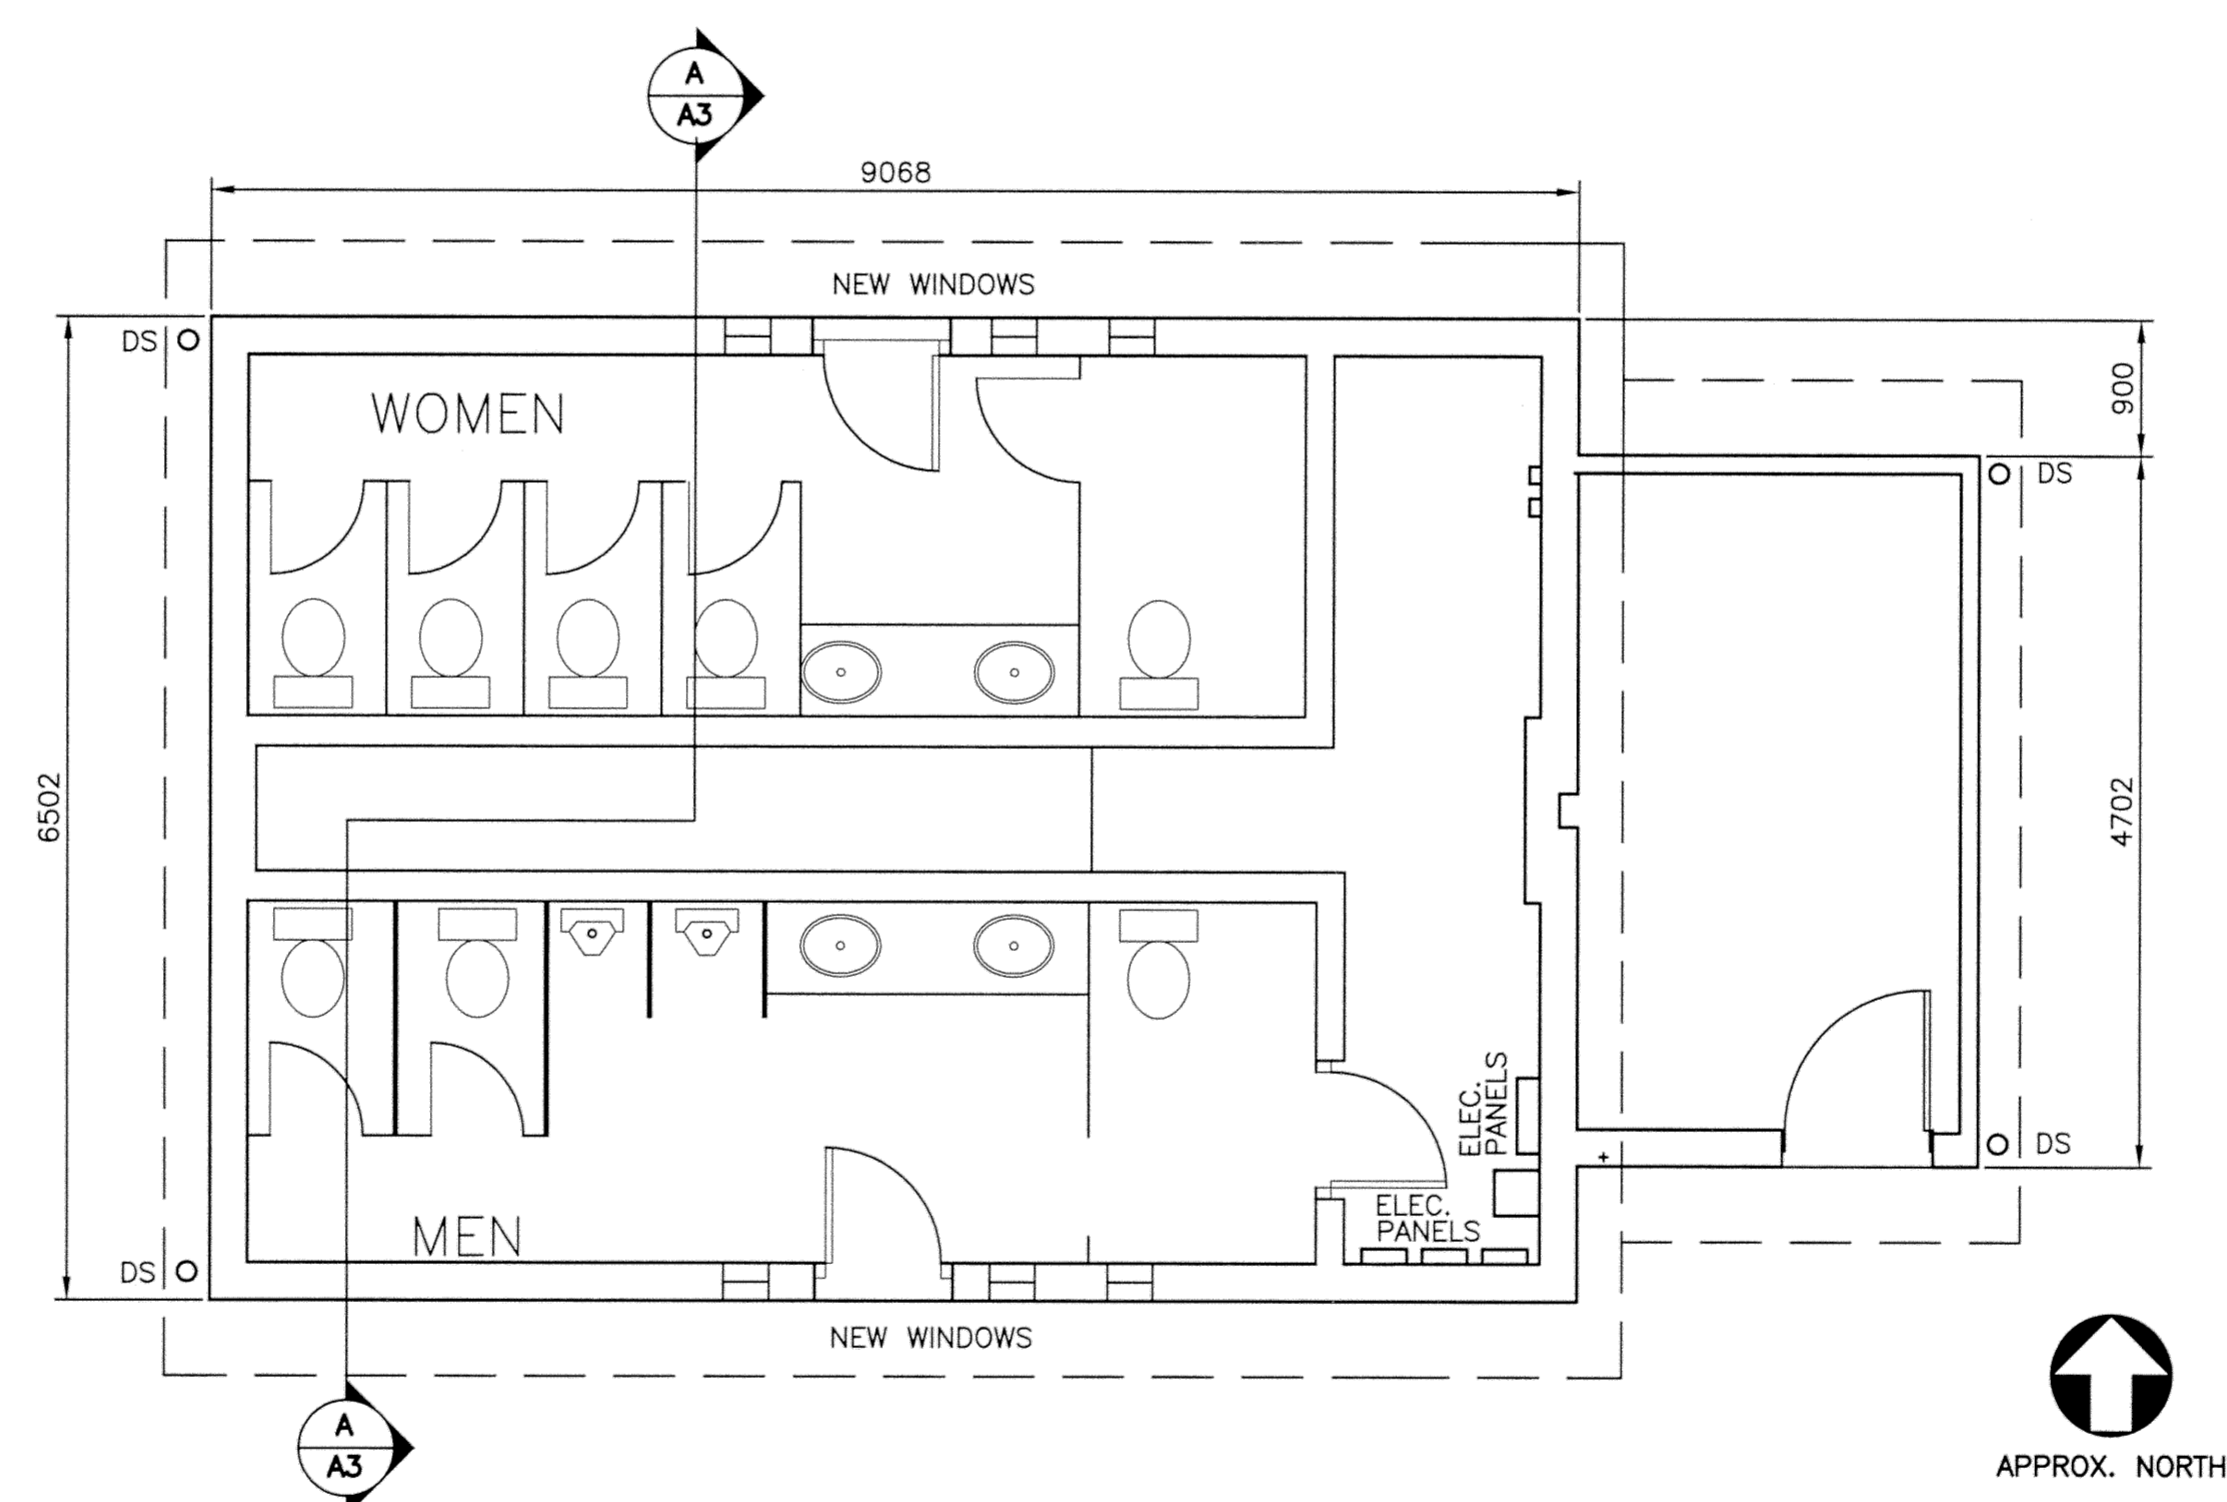 A
A3
9068
NEW WINDOWS
DS
WOMEN
900
DS
6502
4702
ELEC.
PANELS
ELEC.
PANELS
DS
MEN
DS
NEW WINDOWS
A
A3
APPROX. NORTH